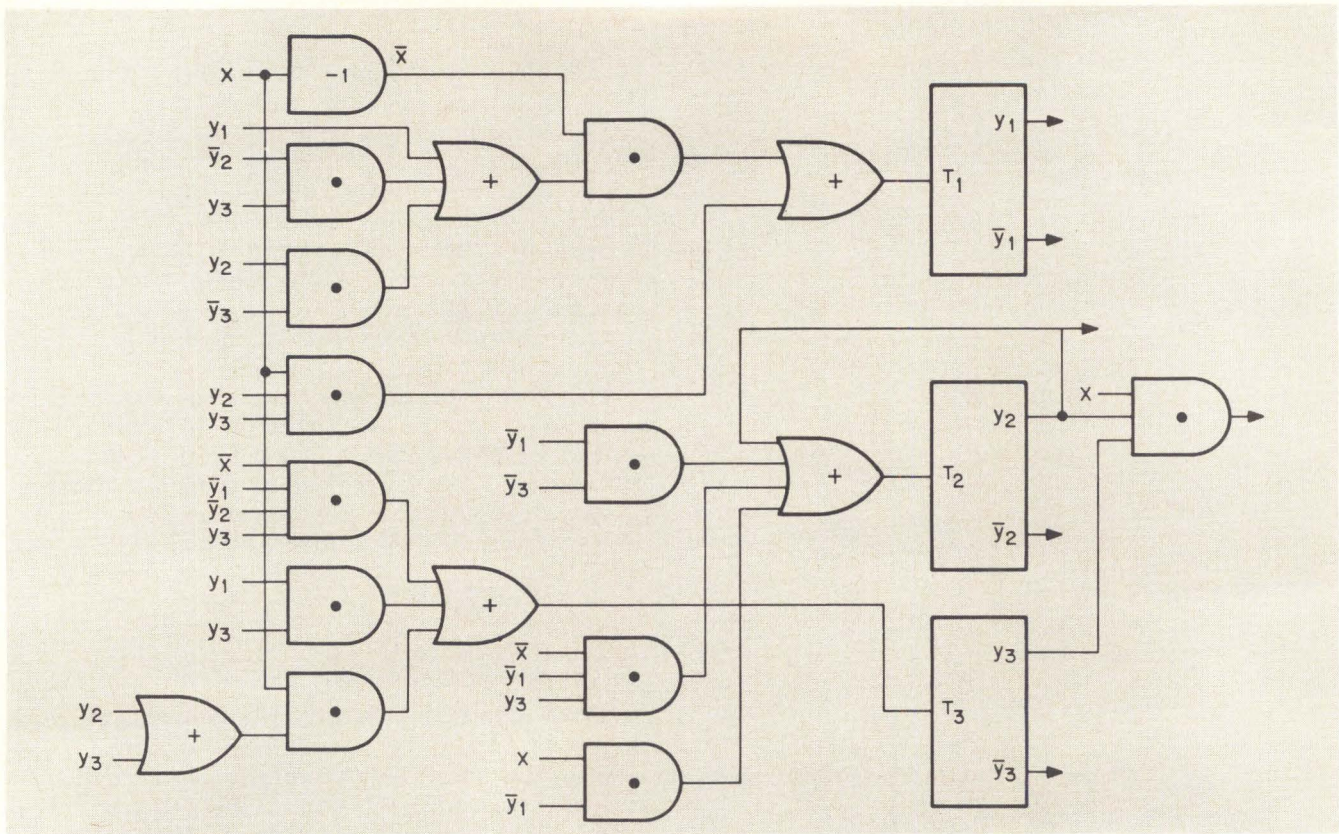 x
-1
x̄
y₁
ȳ₂
•
y₃
+
•
+
T₁
y₁
ȳ₁
y₂
•
ȳ₃
y₂
•
y₃
x̄
ȳ₁
ȳ₂
y₃
•
ȳ₁
•
ȳ₃
+
T₂
y₂
ȳ₂
x
•
y₁
•
y₃
+
x̄
ȳ₁
y₃
•
T₃
y₃
ȳ₃
y₂
y₃
+
•
x
ȳ₁
•